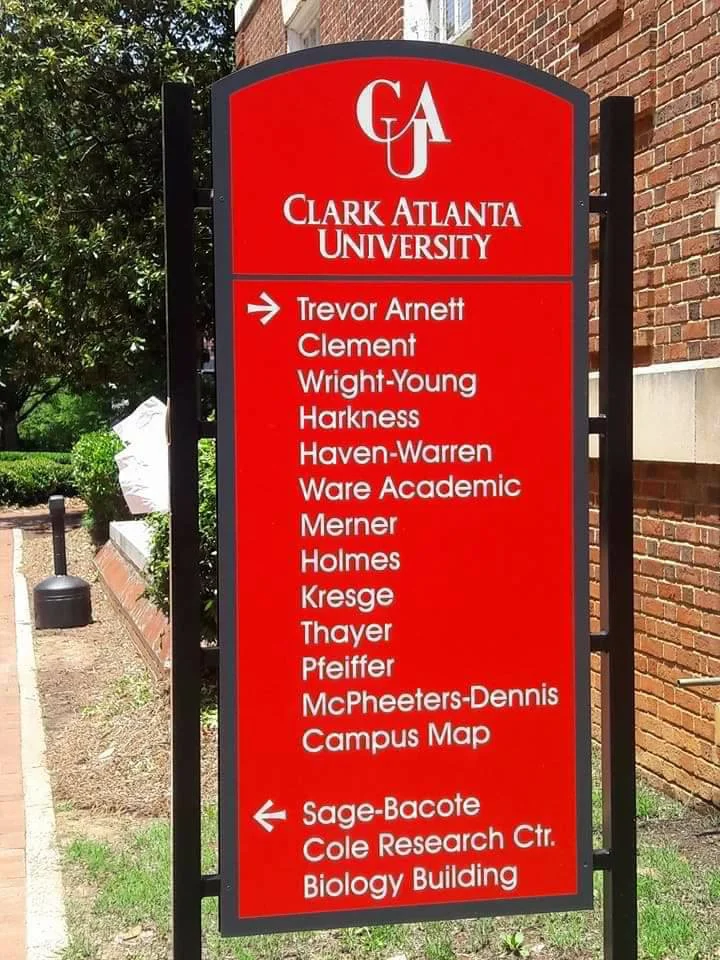 CAU
CLARK ATLANTA
UNIVERSITY
→ Trevor Arnett
Clement
Wright-Young
Harkness
Haven-Warren
Ware Academic
Merner
Holmes
Kresge
Thayer
Pfeiffer
McPheeters-Dennis
Campus Map
← Sage-Bacote
Cole Research Ctr.
Biology Building